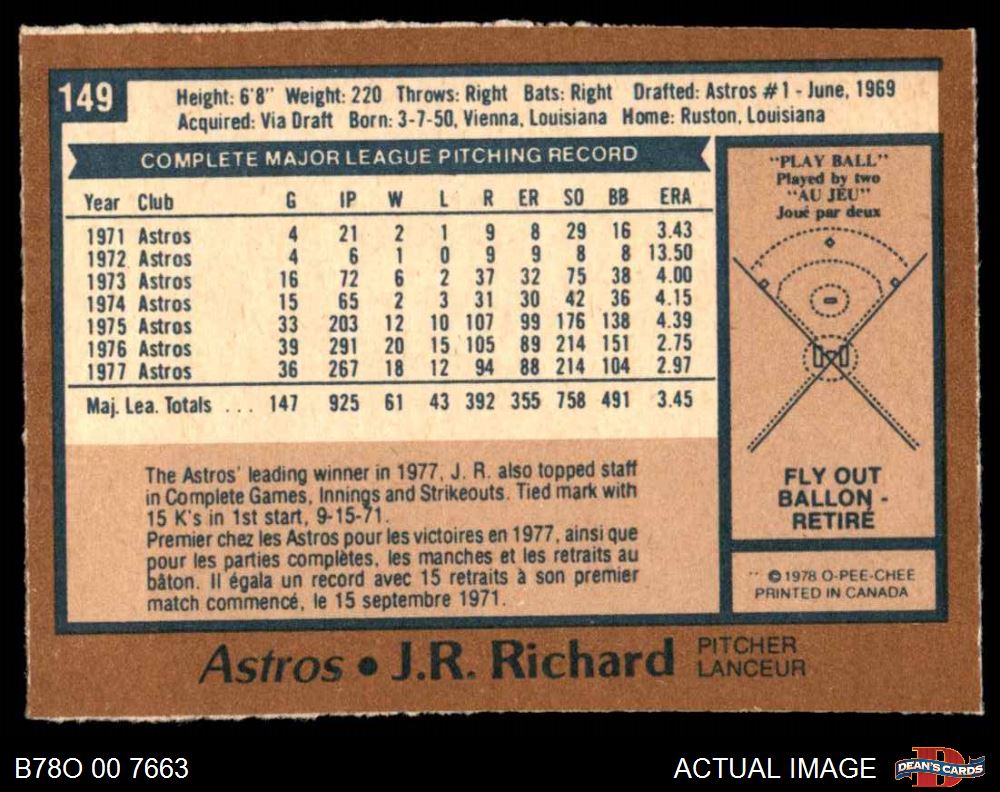 149
Height: 6'8" Weight: 220 Throws: Right Bats: Right Drafted: Astros #1 - June, 1969
Acquired: Via Draft Born: 3-7-50, Vienna, Louisiana Home: Ruston, Louisiana
COMPLETE MAJOR LEAGUE PITCHING RECORD
Year Club G IP W L R ER SO BB ERA
1971 Astros 4 21 2 1 9 8 29 16 3.43
1972 Astros 4 6 1 0 9 9 8 8 13.50
1973 Astros 16 72 6 2 37 32 75 38 4.00
1974 Astros 15 65 2 3 31 30 42 36 4.15
1975 Astros 33 203 12 10 107 99 176 138 4.39
1976 Astros 39 291 20 15 105 89 214 151 2.75
1977 Astros 36 267 18 12 94 88 214 104 2.97
Maj. Lea. Totals ... 147 925 61 43 392 355 758 491 3.45
The Astros' leading winner in 1977, J. R. also topped staff
in Complete Games, Innings and Strikeouts. Tied mark with
15 K's in 1st start, 9-15-71.
Premier chez les Astros pour les victoires en 1977, ainsi que
pour les parties complètes, les manches et les retraits au
bâton. Il égala un record avec 15 retraits à son premier
match commencé, le 15 septembre 1971.
"PLAY BALL"
Played by two
"AU JEU"
Joué par deux
FLY OUT
BALLON -
RETIRÉ
** © 1978 O-PEE-CHEE
PRINTED IN CANADA
Astros • J.R. Richard
PITCHER
LANCEUR
B78O 00 7663
ACTUAL IMAGE
D
DEAN'S CARDS